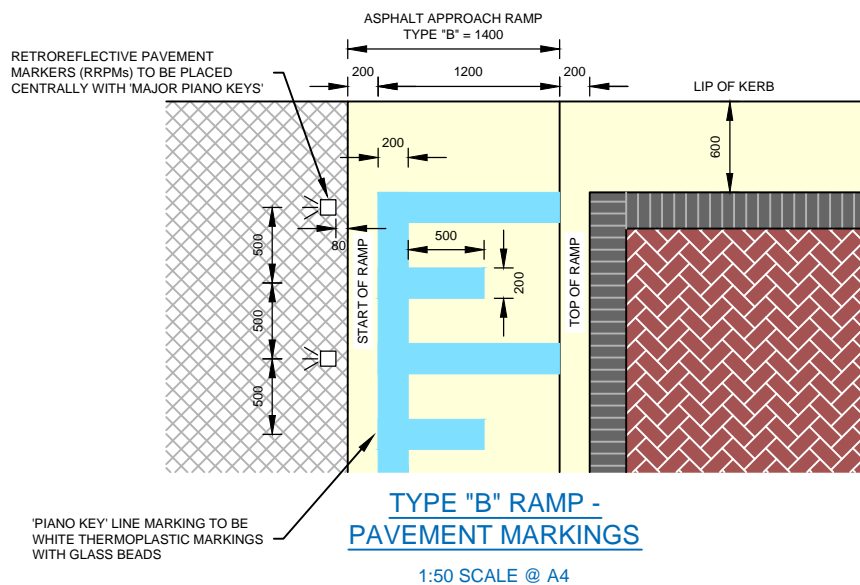 ASPHALT APPROACH RAMP
TYPE "B" = 1400
RETROREFLECTIVE PAVEMENT
MARKERS (RRPMs) TO BE PLACED
CENTRALLY WITH 'MAJOR PIANO KEYS'
200
1200
200
LIP OF KERB
200
600
80
500
500
500
500
200
START OF RAMP
TOP OF RAMP
'PIANO KEY' LINE MARKING TO BE
WHITE THERMOPLASTIC MARKINGS
WITH GLASS BEADS
TYPE "B" RAMP -
PAVEMENT MARKINGS
1:50 SCALE @ A4